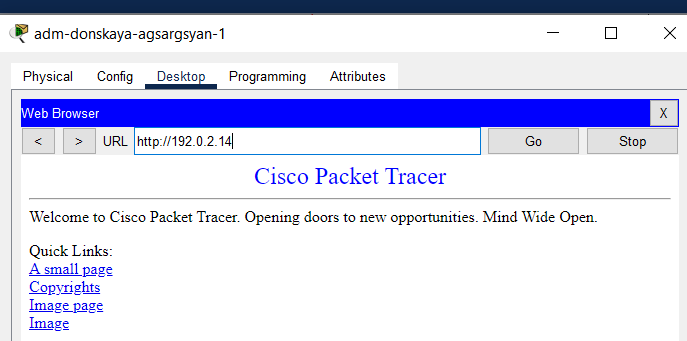 adm-donskaya-agsargsyan-1
Physical Config Desktop Programming Attributes
Web Browser X
< > URL http://192.0.2.14 Go Stop
Cisco Packet Tracer
Welcome to Cisco Packet Tracer. Opening doors to new opportunities. Mind Wide Open.
Quick Links:
A small page
Copyrights
Image page
Image